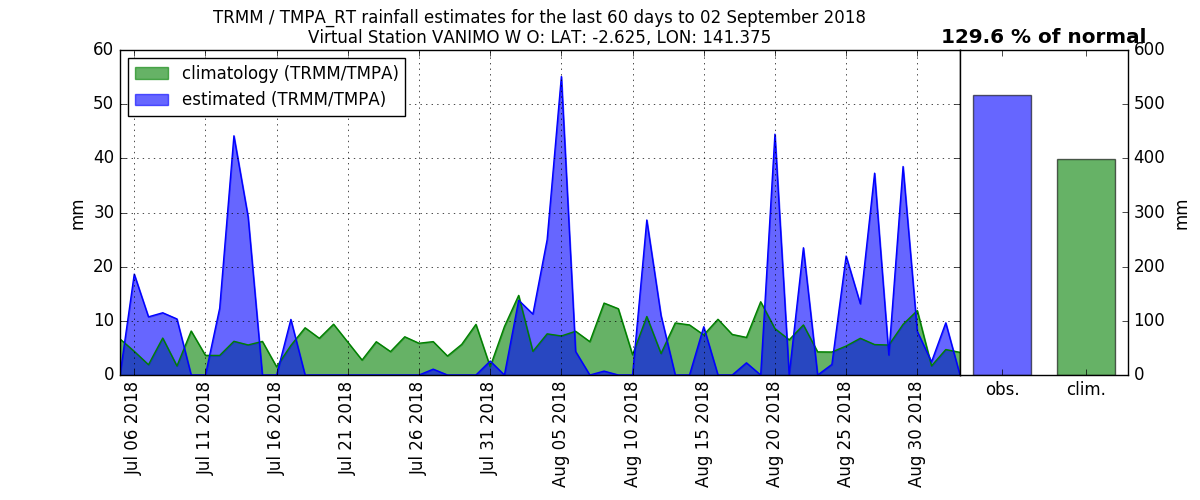 TRMM / TMPA_RT rainfall estimates for the last 60 days to 02 September 2018
Virtual Station VANIMO W O: LAT: -2.625, LON: 141.375
129.6 % of normal
climatology (TRMM/TMPA)
estimated (TRMM/TMPA)
60
50
40
30
20
10
0
mm
Jul 06 2018
Jul 11 2018
Jul 16 2018
Jul 21 2018
Jul 26 2018
Jul 31 2018
Aug 05 2018
Aug 10 2018
Aug 15 2018
Aug 20 2018
Aug 25 2018
Aug 30 2018
obs.
clim.
600
500
400
300
200
100
0
mm